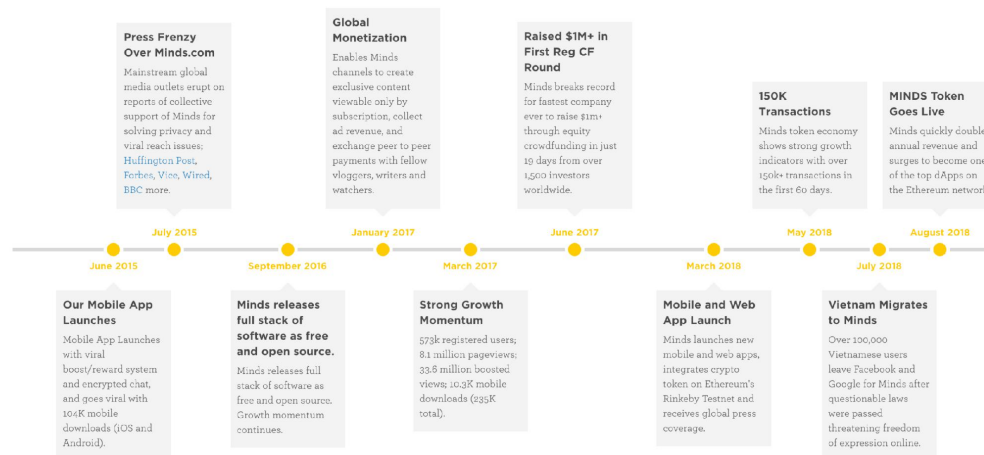 Press Frenzy
Over Minds.com
Mainstream global
media outlets erupt on
reports of collective
support of Minds for
solving privacy and
viral reach issues;
Huffington Post,
Forbes, Vice, Wired,
BBC more.
Global
Monetization
Enables Minds
channels to create
exclusive content
viewable only by
subscription, collect
ad revenue, and
exchange peer to peer
payments with fellow
vloggers, writers and
watchers.
Raised $1M+ in
First Reg CF
Round
Minds breaks record
for fastest company
ever to raise $1m+
through equity
crowdfunding in just
19 days from over
1,500 investors
worldwide.
150K
Transactions
Minds token economy
shows strong growth
indicators with over
150k+ transactions in
the first 60 days.
MINDS Token
Goes Live
Minds quickly double
annual revenue and
surges to become one
of the top dApps on
the Ethereum network
July 2015
January 2017
June 2017
May 2018
August 2018
June 2015
September 2016
March 2017
March 2018
July 2018
Our Mobile App
Launches
Mobile App Launches
with viral
boost/reward system
and encrypted chat,
and goes viral with
104K mobile
downloads (iOS and
Android).
Minds releases
full stack of
software as free
and open source.
Minds releases full
stack of software as
free and open source.
Growth momentum
continues.
Strong Growth
Momentum
573k registered users;
8.1 million pageviews;
33.6 million boosted
views; 10.3K mobile
downloads (235K
total).
Mobile and Web
App Launch
Minds launches new
mobile and web apps,
integrates crypto
token on Ethereum's
Rinkeby Testnet and
receives global press
coverage.
Vietnam Migrates
to Minds
Over 100,000
Vietnamese users
leave Facebook and
Google for Minds after
questionable laws
were passed
threatening freedom
of expression online.